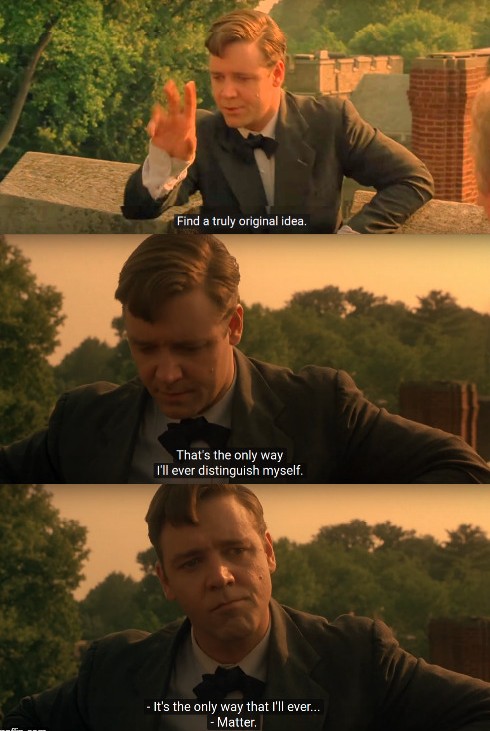 Find a truly original idea.
That's the only way
I'll ever distinguish myself.
- It's the only way that I'll ever...
- Matter.